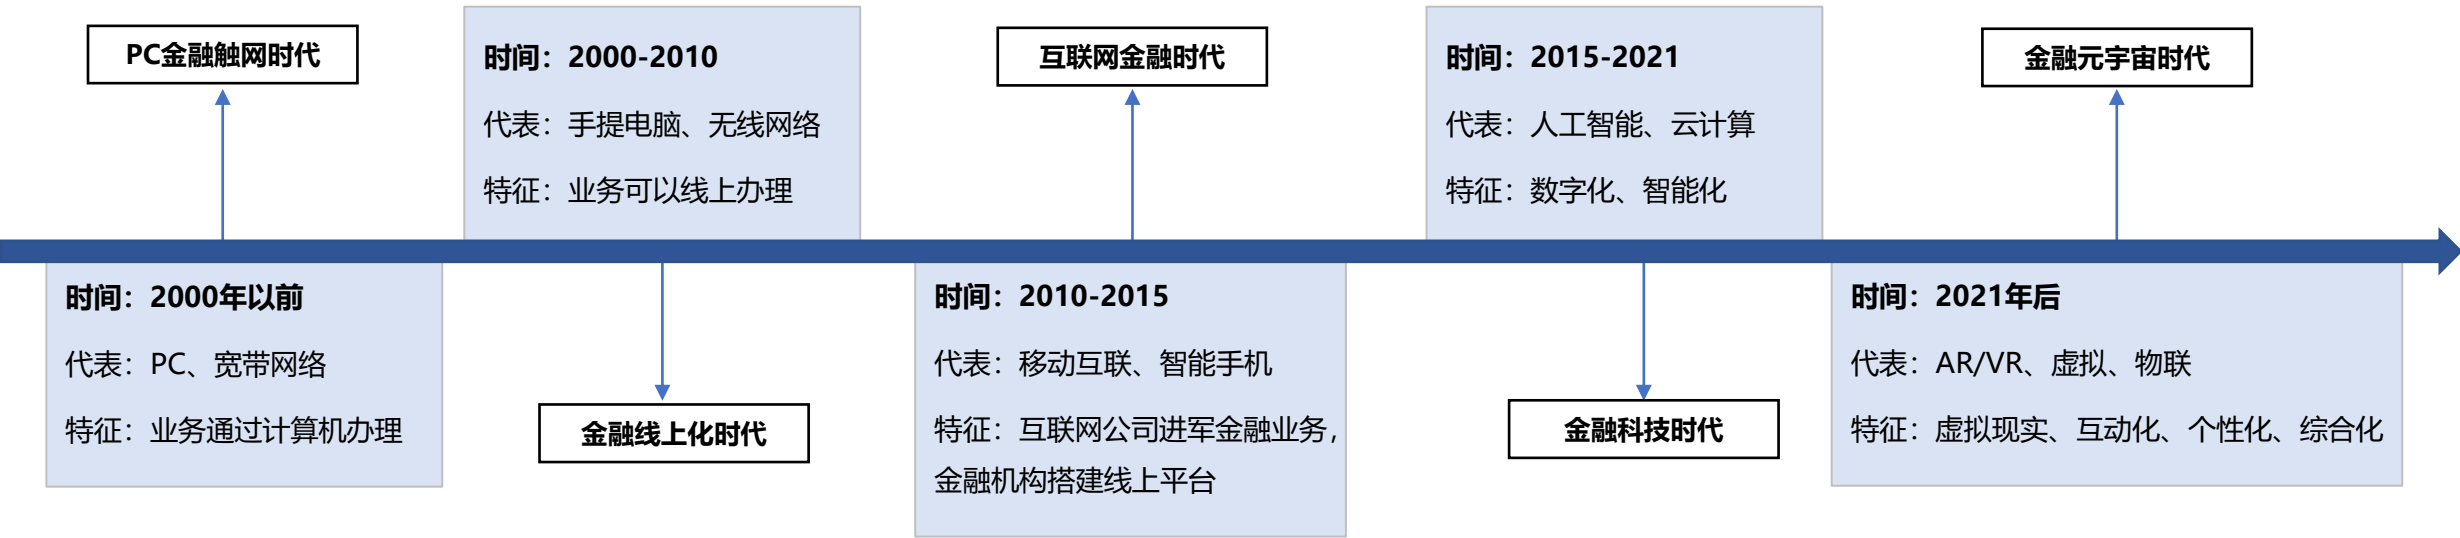 PC金融触网时代
时间：2000年以前
代表：PC、宽带网络
特征：业务通过计算机办理
时间：2000-2010
代表：手提电脑、无线网络
特征：业务可以线上办理
金融线上化时代
互联网金融时代
时间：2010-2015
代表：移动互联、智能手机
特征：互联网公司进军金融业务，
金融机构搭建线上平台
时间：2015-2021
代表：人工智能、云计算
特征：数字化、智能化
金融科技时代
金融元宇宙时代
时间：2021年后
代表：AR/VR、虚拟、物联
特征：虚拟现实、互动化、个性化、综合化